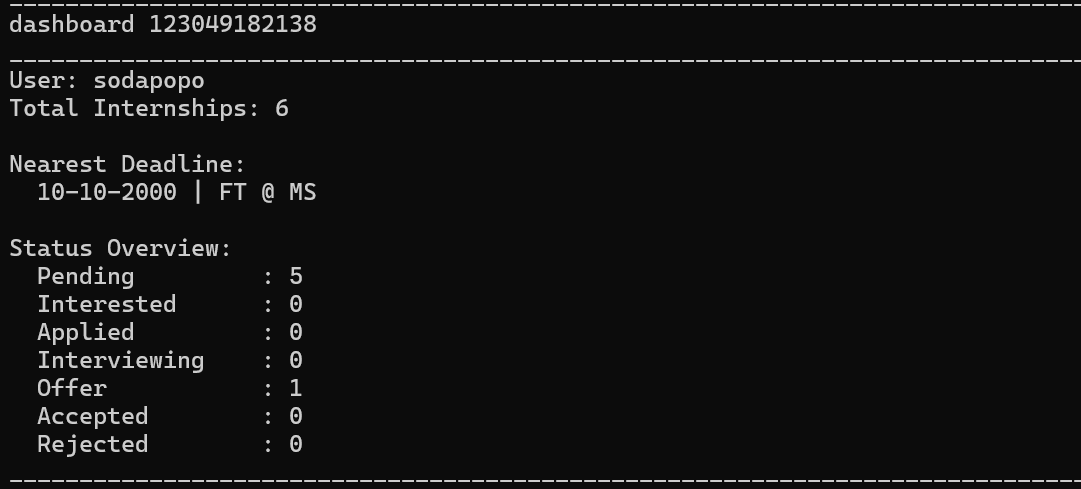 dashboard 123049182138
User: sodapopo
Total Internships: 6
Nearest Deadline:
10-10-2000 | FT @ MS
Status Overview:
Pending : 5
Interested : 0
Applied : 0
Interviewing : 0
Offer : 1
Accepted : 0
Rejected : 0